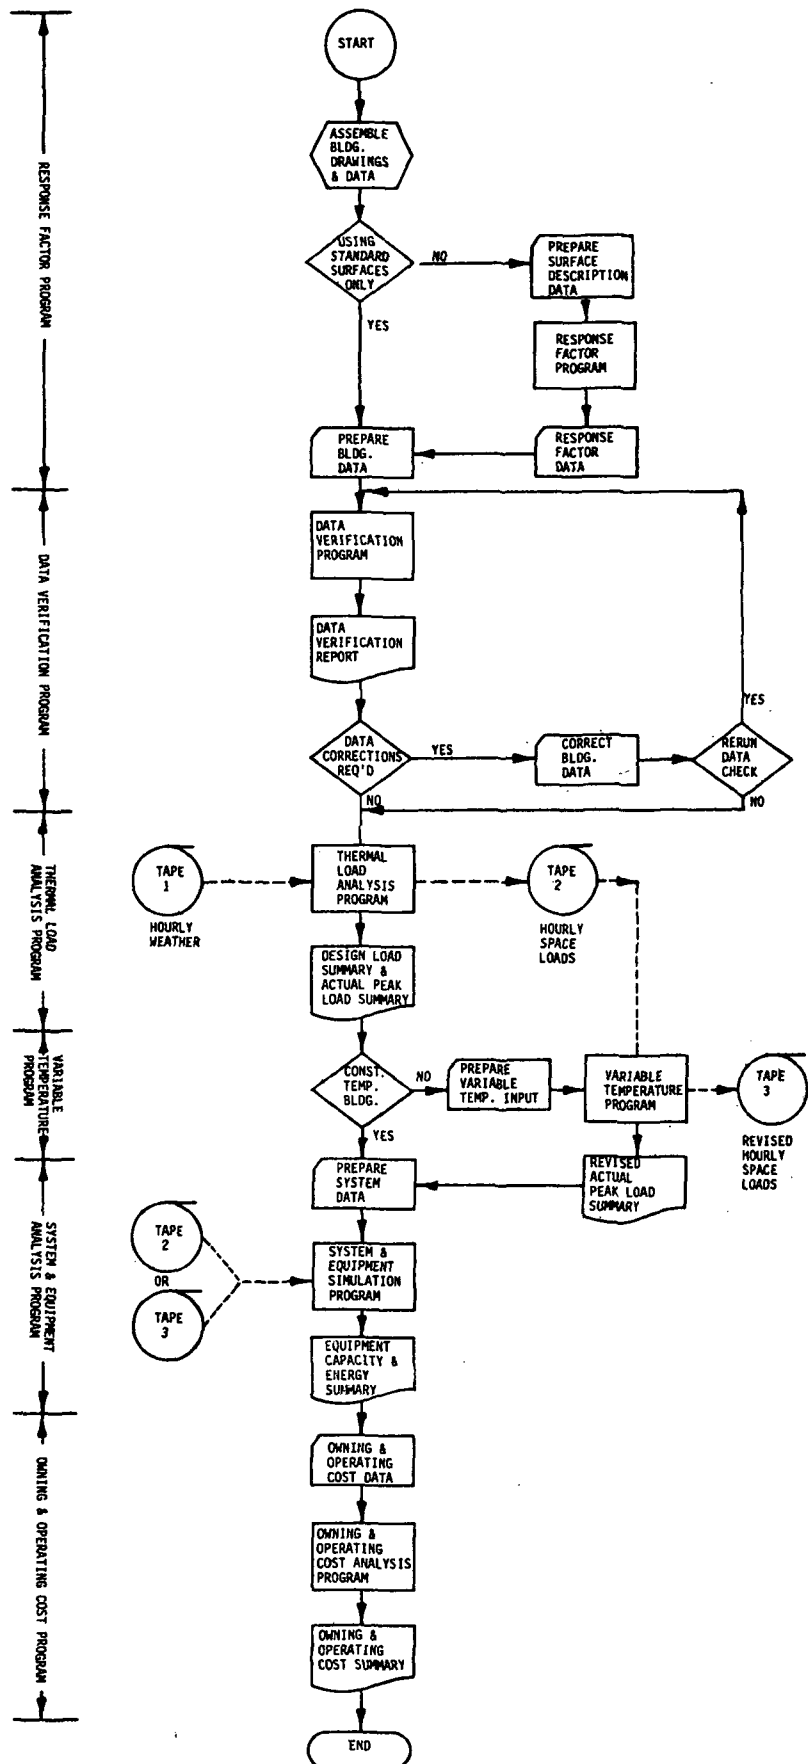 START
ASSEMBLE
BLDG.
DRAWINGS
& DATA
USING
STANDARD
SURFACES
ONLY
NO
PREPARE
SURFACE
DESCRIPTION
DATA
YES
RESPONSE
FACTOR
PROGRAM
PREPARE
BLDG.
DATA
RESPONSE
FACTOR
DATA
RESPONSE FACTOR PROGRAM
DATA
VERIFICATION
PROGRAM
DATA
VERIFICATION
REPORT
DATA
CORRECTIONS
REQ'D
YES
CORRECT
BLDG.
DATA
RERUN
DATA
CHECK
YES
NO
NO
DATA VERIFICATION PROGRAM
TAPE
1
HOURLY
WEATHER
THERMAL
LOAD
ANALYSIS
PROGRAM
TAPE
2
HOURLY
SPACE
LOADS
DESIGN LOAD
SUMMARY &
ACTUAL PEAK
LOAD SUMMARY
THERMAL LOAD
ANALYSIS PROGRAM
CONST.
TEMP.
BLDG.
NO
PREPARE
VARIABLE
TEMP. INPUT
VARIABLE
TEMPERATURE
PROGRAM
TAPE
3
REVISED
HOURLY
SPACE
LOADS
YES
VARIABLE
TEMPERATURE
PROGRAM
PREPARE
SYSTEM
DATA
REVISED
ACTUAL
PEAK LOAD
SUMMARY
TAPE
2
OR
TAPE
3
SYSTEM &
EQUIPMENT
SIMULATION
PROGRAM
EQUIPMENT
CAPACITY &
ENERGY
SUMMARY
SYSTEM & EQUIPMENT
ANALYSIS PROGRAM
OWNING &
OPERATING
COST DATA
OWNING &
OPERATING
COST ANALYSIS
PROGRAM
OWNING &
OPERATING
COST SUMMARY
OWNING & OPERATING COST PROGRAM
END